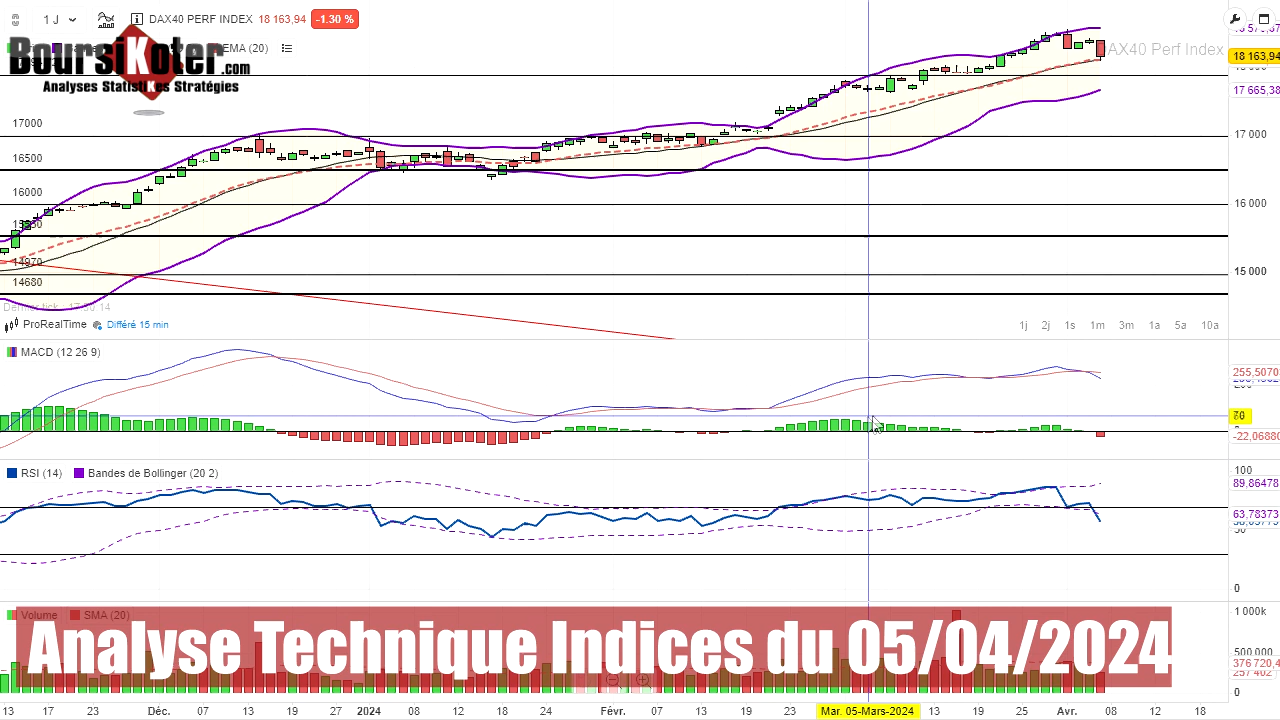 1 J
DAX40 PERF INDEX 18 163,94 -1.30 %
EMA (20)
BoursiKoter.com
Analyses StatistiKes Stratégies
DAX40 Perf Index
18 163,94
17 665,38
17000
17 000
16500
16000
16 000
14970
15 000
14680
ProRealTime Différé 15 min
1j 2j 1s 1m 3m 1a 5a 10a
MACD (12 26 9)
255,5070
-22,06880
RSI (14) Bandes de Bollinger (20 2)
100
89,86478
63,78373
0
Volume SMA (20)
1 000k
500 000
376 720,4
257 402
0
Analyse Technique Indices du 05/04/2024
13 17 23 Déc. 07 13 19 27 2024 08 12 18 24 Févr. 07 13 19 23 Mar. 05-Mars-2024 13 19 25 Avr. 08 12 18